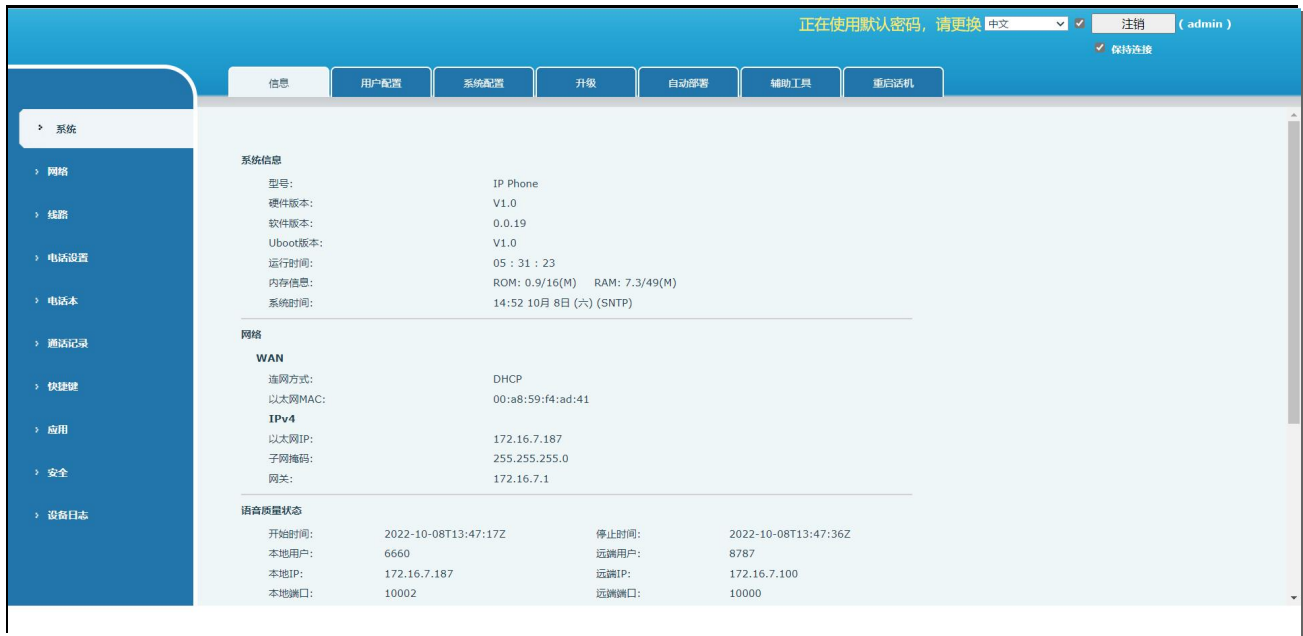 正在使用默认密码，请更换 中文 注销 ( admin )
保持连接
信息 用户配置 系统配置 升级 自动部署 辅助工具 重启话机
› 系统
› 网络
› 线路
› 电话设置
› 电话本
› 通话记录
› 快捷键
› 应用
› 安全
› 设备日志
系统信息
型号: IP Phone
硬件版本: V1.0
软件版本: 0.0.19
Uboot版本: V1.0
运行时间: 05 : 31 : 23
内存信息: ROM: 0.9/16(M) RAM: 7.3/49(M)
系统时间: 14:52 10月 8日 (六) (SNTP)
网络
WAN
连网方式: DHCP
以太网MAC: 00:a8:59:f4:ad:41
IPv4
以太网IP: 172.16.7.187
子网掩码: 255.255.255.0
网关: 172.16.7.1
语音质量状态
开始时间: 2022-10-08T13:47:17Z 停止时间: 2022-10-08T13:47:36Z
本地用户: 6660 远端用户: 8787
本地IP: 172.16.7.187 远端IP: 172.16.7.100
本地端口: 10002 远端端口: 10000